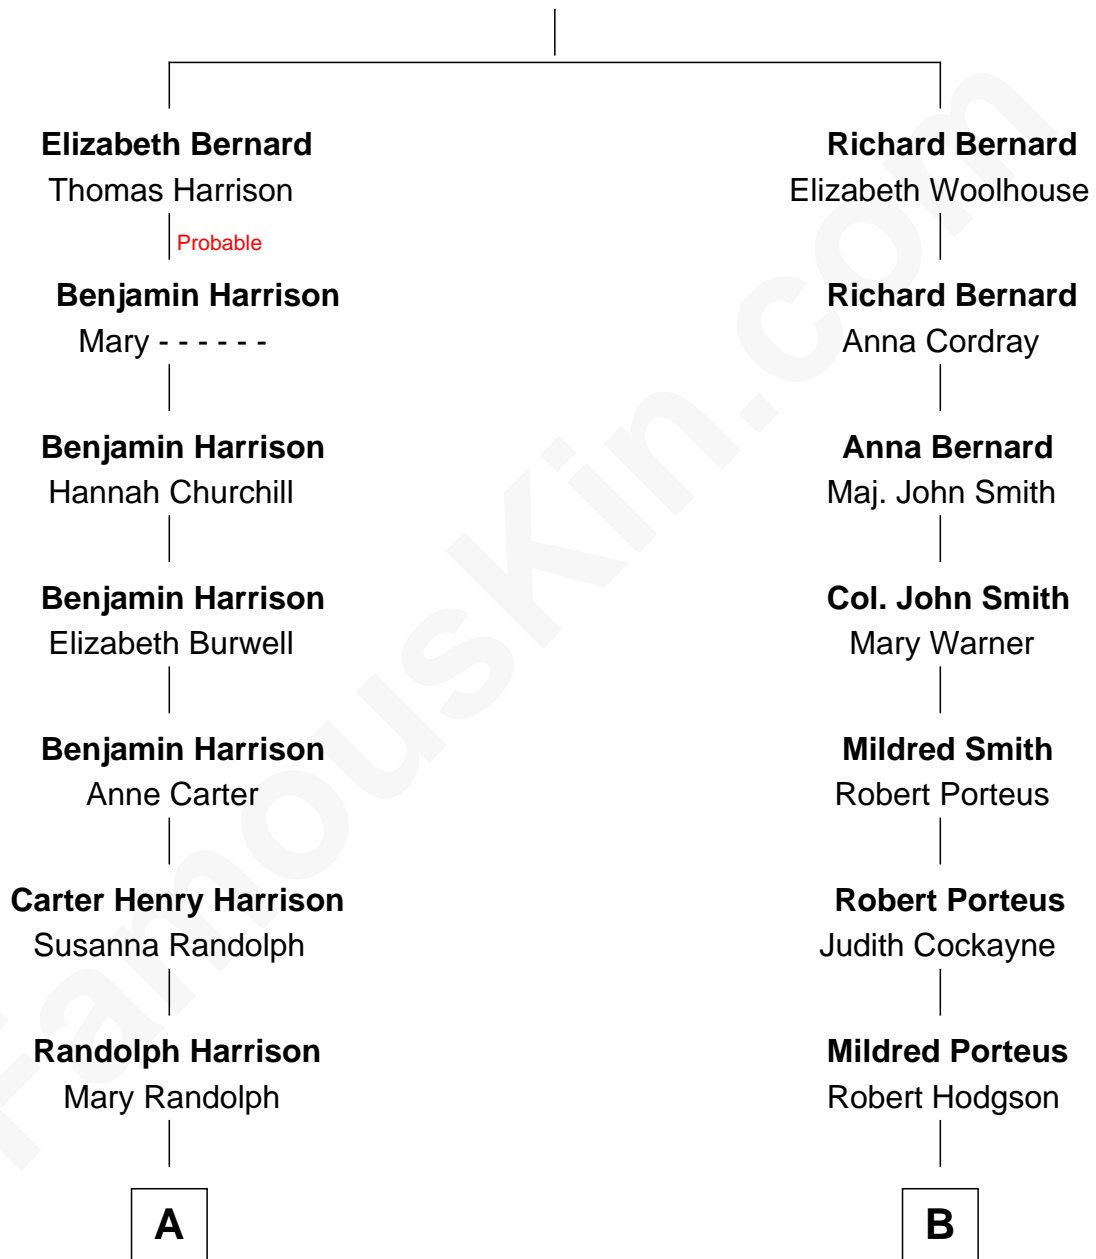 Elizabeth Bernard
Thomas Harrison
Probable
Benjamin Harrison
Mary - - - - - -
Benjamin Harrison
Hannah Churchill
Benjamin Harrison
Elizabeth Burwell
Benjamin Harrison
Anne Carter
Carter Henry Harrison
Susanna Randolph
Randolph Harrison
Mary Randolph
A
Richard Bernard
Elizabeth Woolhouse
Richard Bernard
Anna Cordray
Anna Bernard
Maj. John Smith
Col. John Smith
Mary Warner
Mildred Smith
Robert Porteus
Robert Porteus
Judith Cockayne
Mildred Porteus
Robert Hodgson
B
FamousKin.com